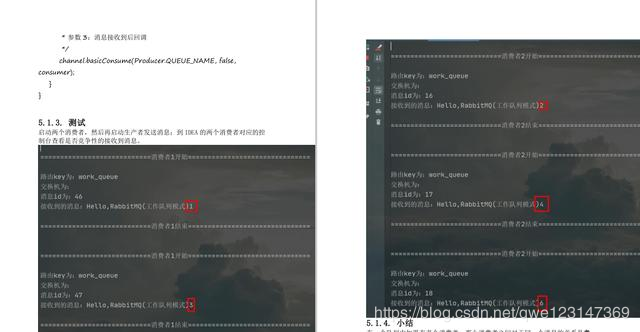 * 参数 3：消息接收到后回调
*/
channel.basicConsume(Producer.QUEUE_NAME, false,
consumer);
}
}
5.1.3. 测试
启动两个消费者，然后再启动生产者发送消息；到 IDEA 的两个消费者对应的控
制台查看是否竞争性的接收到消息。
============================消费者1开始============================
路由key为：work_queue
交换机为：
消息id为：46
接收到的消息：Hello,RabbitMQ(工作队列模式)1
============================消费者1结束============================
============================消费者1开始============================
路由key为：work_queue
交换机为：
消息id为：47
接收到的消息：Hello,RabbitMQ(工作队列模式)3
============================消费者1结束============================
============================消费者2开始============================
路由key为：work_queue
交换机为：
消息id为：16
接收到的消息：Hello,RabbitMQ(工作队列模式)2
============================消费者2结束============================
============================消费者2开始============================
路由key为：work_queue
交换机为：
消息id为：17
接收到的消息：Hello,RabbitMQ(工作队列模式)4
============================消费者2结束============================
============================消费者2开始============================
路由key为：work_queue
交换机为：
消息id为：18
接收到的消息：Hello,RabbitMQ(工作队列模式)6
https://blog.csdn.net/qwe123147369
5.1.4. 小结